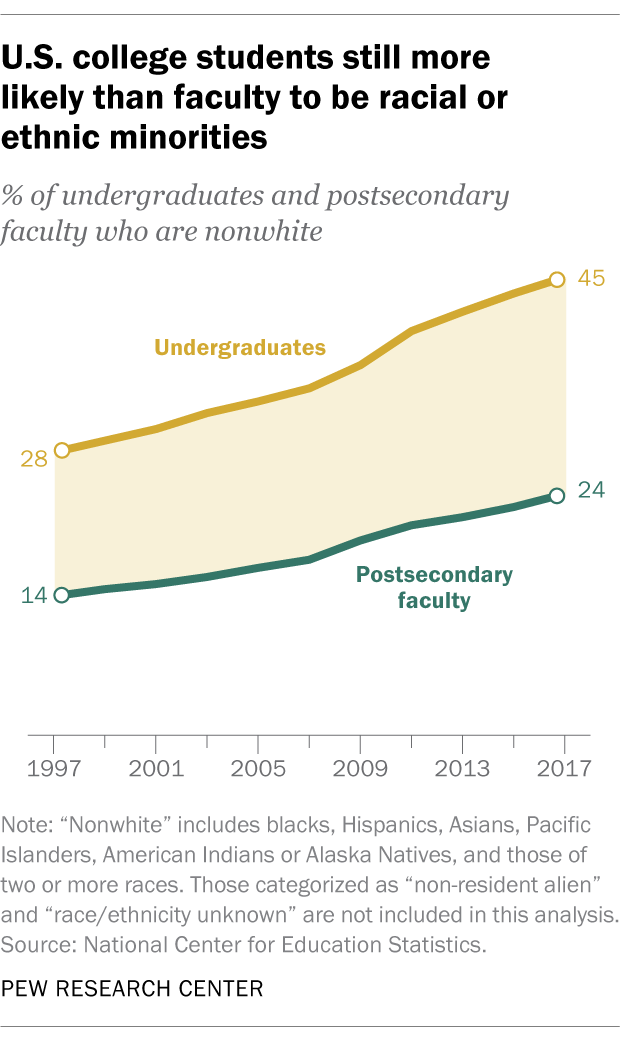 U.S. college students still more
likely than faculty to be racial or
ethnic minorities
% of undergraduates and postsecondary
faculty who are nonwhite
45
Undergraduates
28
24
Postsecondary
faculty
14
1997 2001 2005 2009 2013 2017
Note: “Nonwhite” includes blacks, Hispanics, Asians, Pacific
Islanders, American Indians or Alaska Natives, and those of
two or more races. Those categorized as “non-resident alien”
and “race/ethnicity unknown” are not included in this analysis.
Source: National Center for Education Statistics.
PEW RESEARCH CENTER